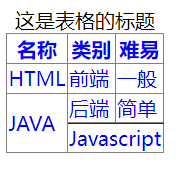 这是表格的标题
名称 类别 难易
HTML 前端 一般
JAVA 后端 简单
Javascript